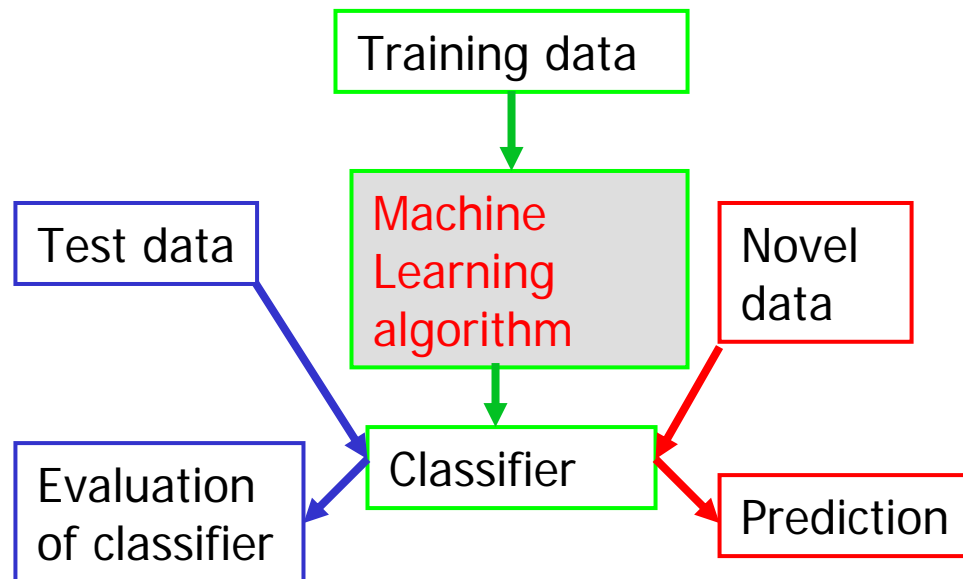 Training data
Machine
Learning
algorithm
Test data
Novel
data
Classifier
Evaluation
of classifier
Prediction